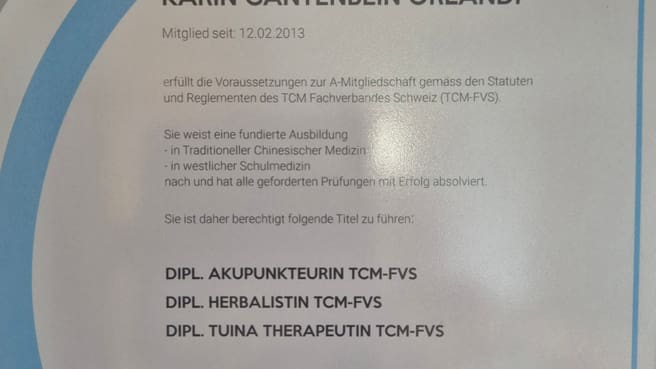 KARIN GANTENBEIN ORLANDI
Mitglied seit: 12.02.2013
erfüllt die Voraussetzungen zur A-Mitgliedschaft gemäss den Statuten
und Reglementen des TCM Fachverbandes Schweiz (TCM-FVS).
Sie weist eine fundierte Ausbildung
- in Traditioneller Chinesischer Medizin
- in westlicher Schulmedizin
nach und hat alle geforderten Prüfungen mit Erfolg absolviert.
Sie ist daher berechtigt folgende Titel zu führen:
DIPL. AKUPUNKTEURIN TCM-FVS
DIPL. HERBALISTIN TCM-FVS
DIPL. TUINA THERAPEUTIN TCM-FVS